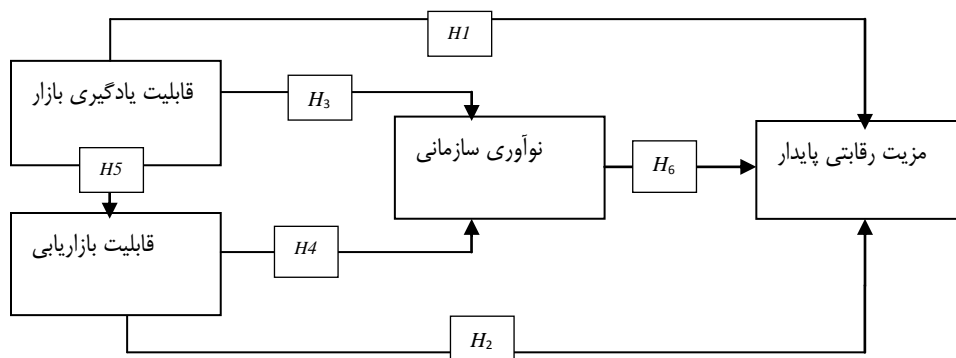 H1
قابلیت یادگیری بازار
H3
نوآوری سازمانی
مزیت رقابتی پایدار
H5
H6
قابلیت بازاریابی
H4
H2